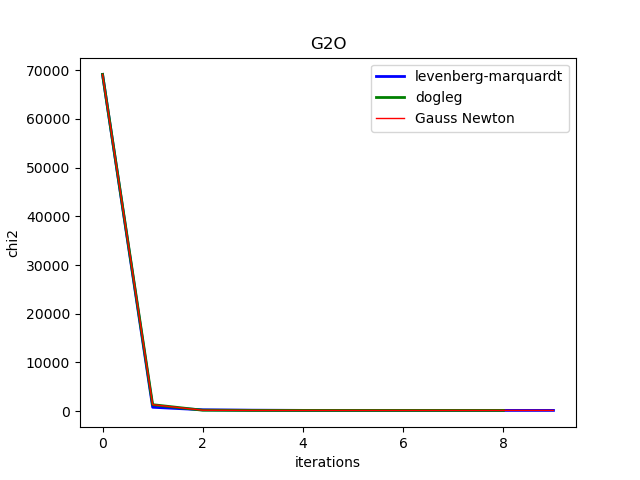 G2O
levenberg-marquardt
dogleg
Gauss Newton
70000
60000
50000
40000
30000
20000
10000
0
chi2
0 2 4 6 8
iterations